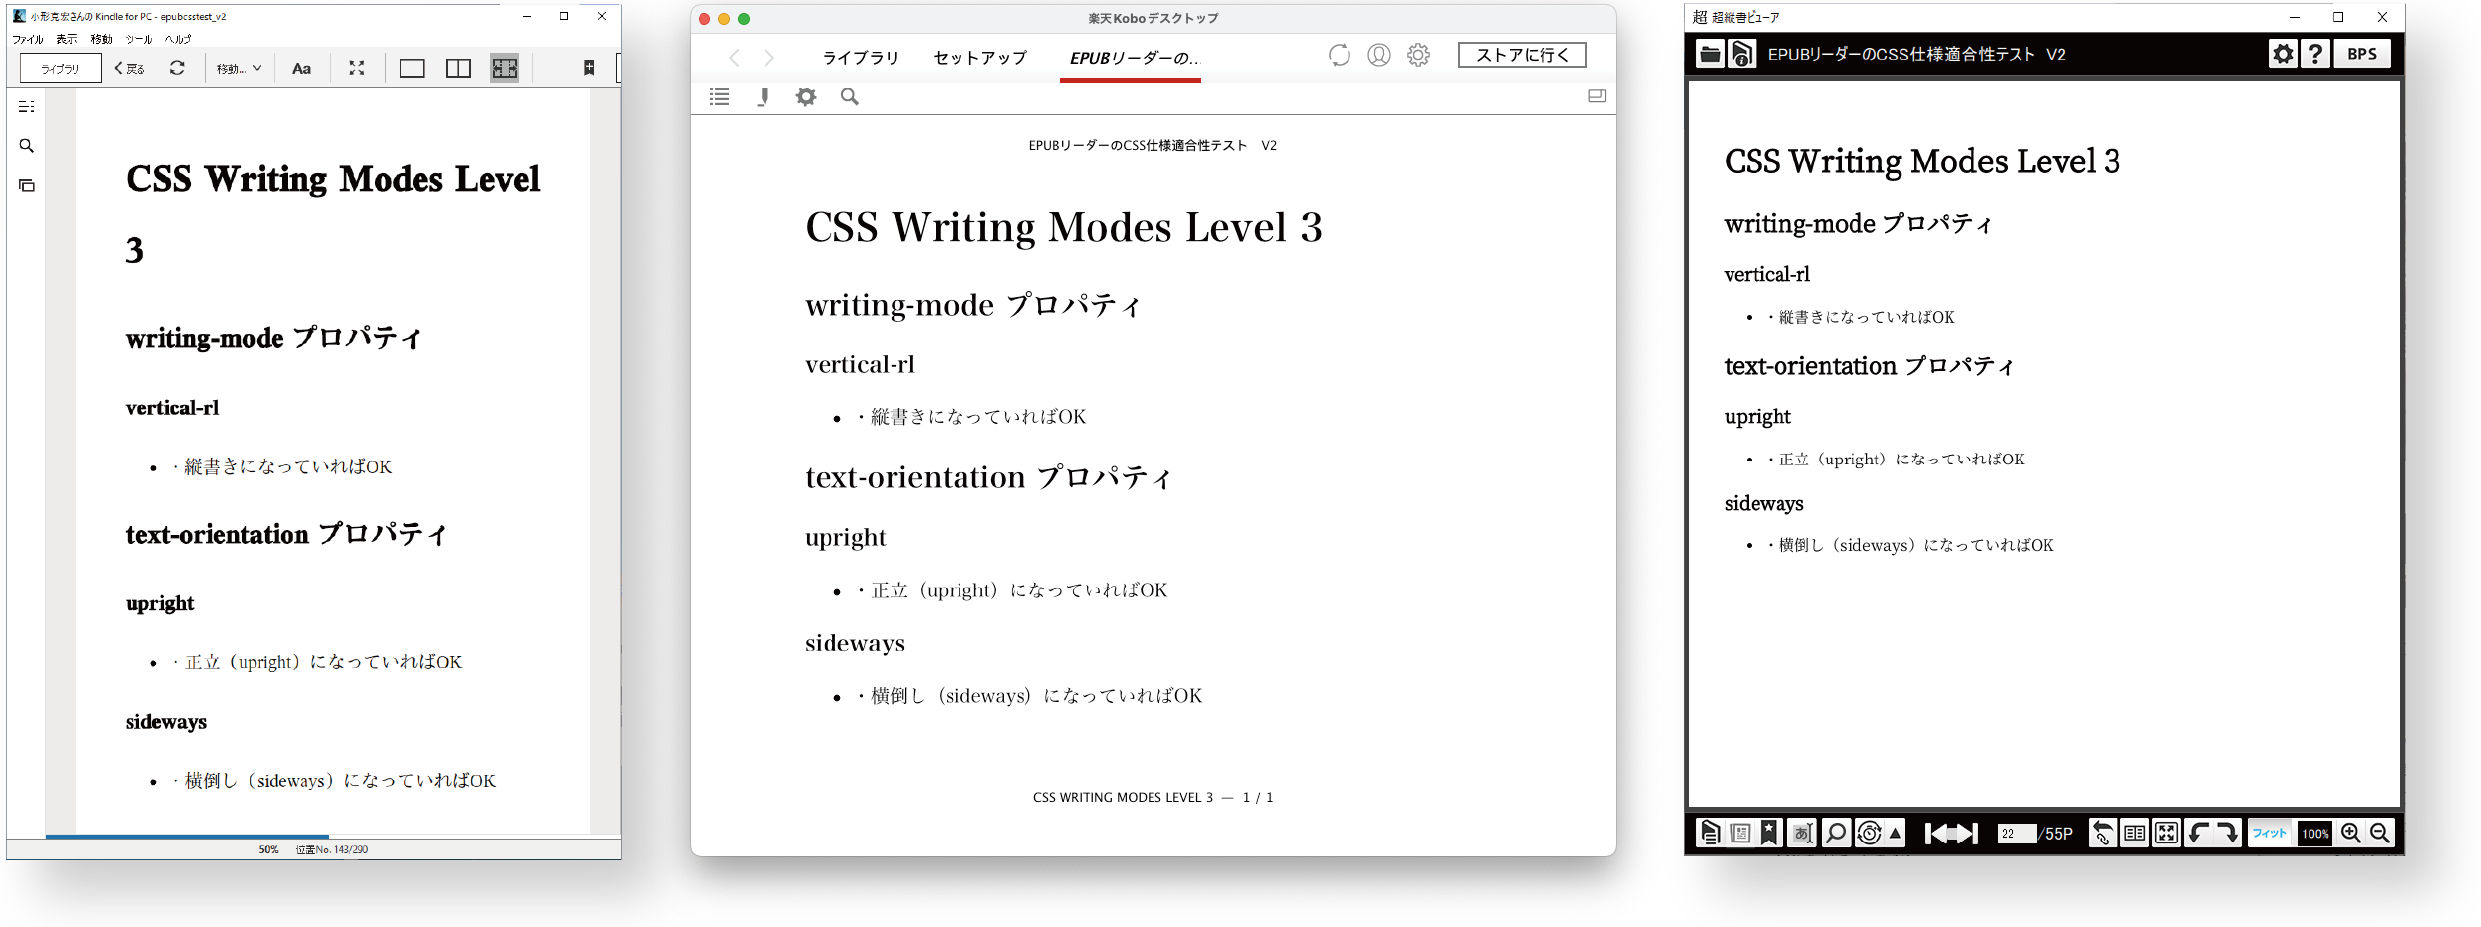 小形克宏さんの Kindle for PC - epubcsstest_v2
ファイル 表示 移動 ツール ヘルプ
ライブラリ 戻る 移動... Aa
CSS Writing Modes Level
3
writing-mode プロパティ
vertical-rl
• ・縦書きになっていればOK
text-orientation プロパティ
upright
• ・正立（upright）になっていればOK
sideways
• ・横倒し（sideways）になっていればOK
50% 位置No. 143/290
楽天Kobo デスクトップ
ライブラリ セットアップ EPUBリーダーの... ストアに行く
EPUBリーダーのCSS仕様適合性テスト　V2
CSS Writing Modes Level 3
writing-mode プロパティ
vertical-rl
• ・縦書きになっていればOK
text-orientation プロパティ
upright
• ・正立（upright）になっていればOK
sideways
• ・横倒し（sideways）になっていればOK
CSS WRITING MODES LEVEL 3 — 1 / 1
超 超縦書ビューア
EPUBリーダーのCSS仕様適合性テスト　V2 ? BPS
CSS Writing Modes Level 3
writing-mode プロパティ
vertical-rl
• ・縦書きになっていればOK
text-orientation プロパティ
upright
• ・正立（upright）になっていればOK
sideways
• ・横倒し（sideways）になっていればOK
あ 22 /55P フィット 100%